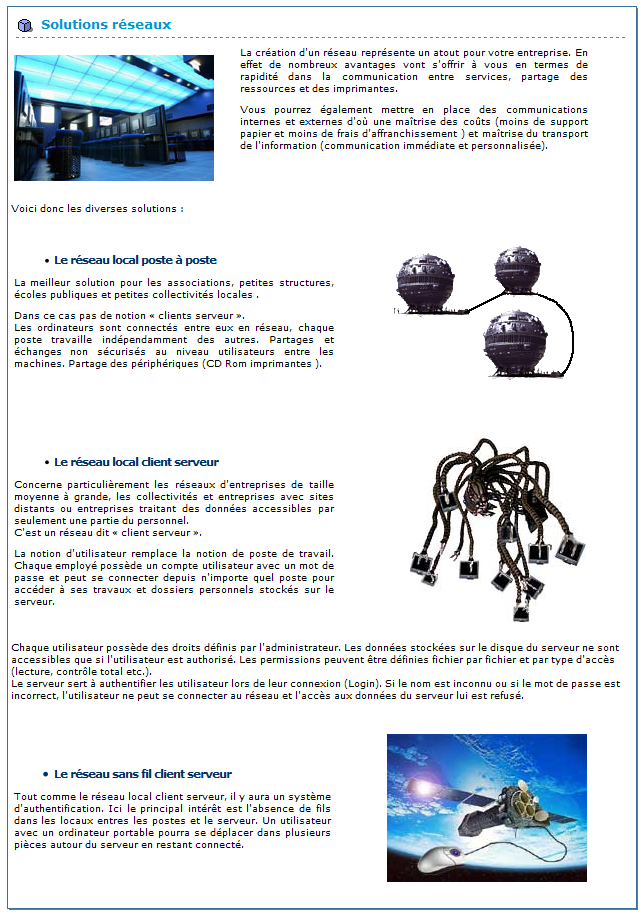 Solutions réseaux
La création d'un réseau représente un atout pour votre entreprise. En
effet de nombreux avantages vont s'offrir à vous en termes de
rapidité dans la communication entre services, partage des
ressources et des imprimantes.
Vous pourrez également mettre en place des communications
internes et externes d'où une maîtrise des coûts (moins de support
papier et moins de frais d'affranchissement ) et maîtrise du transport
de l'information (communication immédiate et personnalisée).
Voici donc les diverses solutions :
• Le réseau local poste à poste
La meilleur solution pour les associations, petites structures,
écoles publiques et petites collectivités locales .
Dans ce cas pas de notion « clients serveur ».
Les ordinateurs sont connectés entre eux en réseau, chaque
poste travaille indépendamment des autres. Partages et
échanges non sécurisés au niveau utilisateurs entre les
machines. Partage des périphériques (CD Rom imprimantes ).
• Le réseau local client serveur
Concerne particulièrement les réseaux d'entreprises de taille
moyenne à grande, les collectivités et entreprises avec sites
distants ou entreprises traitant des données accessibles par
seulement une partie du personnel.
C'est un réseau dit « client serveur ».
La notion d'utilisateur remplace la notion de poste de travail.
Chaque employé possède un compte utilisateur avec un mot de
passe et peut se connecter depuis n'importe quel poste pour
accéder à ses travaux et dossiers personnels stockés sur le
serveur.
Chaque utilisateur possède des droits définis par l'administrateur. Les données stockées sur le disque du serveur ne sont
accessibles que si l'utilisateur est authorisé. Les permissions peuvent être définies fichier par fichier et par type d'accès
(lecture, contrôle total etc.).
Le serveur sert à authentifier les utilisateur lors de leur connexion (Login). Si le nom est inconnu ou si le mot de passe est
incorrect, l'utilisateur ne peut se connecter au réseau et l'accès aux données du serveur lui est refusé.
• Le réseau sans fil client serveur
Tout comme le réseau local client serveur, il y aura un système
d'authentification. Ici le principal intérêt est l'absence de fils
dans les locaux entres les postes et le serveur. Un utilisateur
avec un ordinateur portable pourra se déplacer dans plusieurs
pièces autour du serveur en restant connecté.